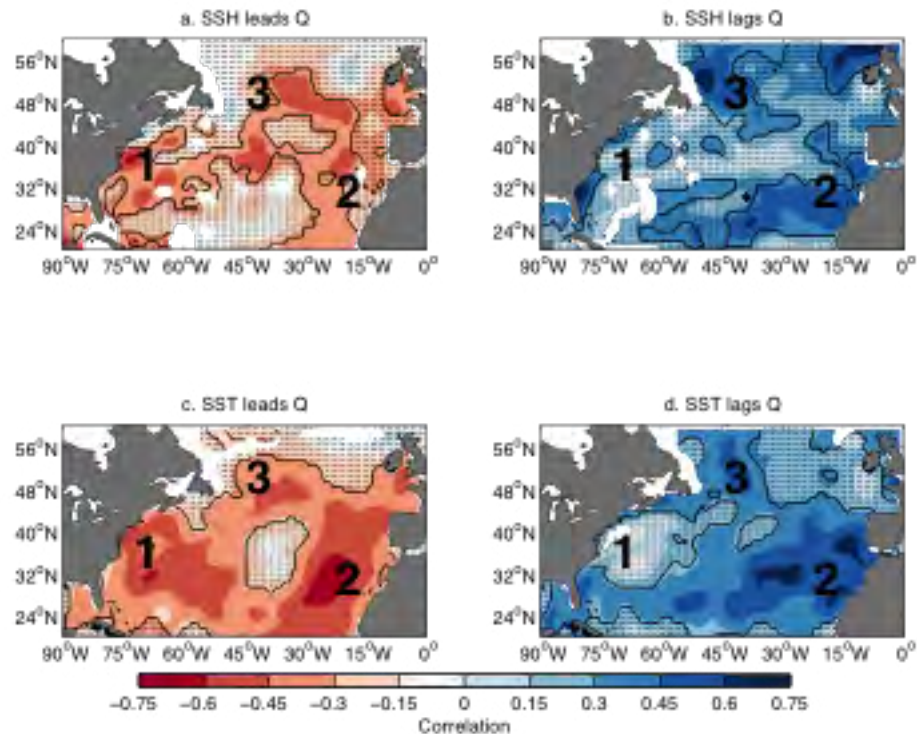 a. SSH leads Q
b. SSH lags Q
56°N
48°N
40°N
32°N
24°N
3
1
2
90°W 75°W 60°W 45°W 30°W 15°W 0°
56°N
48°N
40°N
32°N
24°N
3
1
2
90°W 75°W 60°W 45°W 30°W 15°W 0°
c. SST leads Q
d. SST lags Q
56°N
48°N
40°N
32°N
24°N
3
1
2
90°W 75°W 60°W 45°W 30°W 15°W 0°
56°N
48°N
40°N
32°N
24°N
3
1
2
90°W 75°W 60°W 45°W 30°W 15°W 0°
−0.75 −0.6 −0.45 −0.3 −0.15 0 0.15 0.3 0.45 0.6 0.75
Correlation